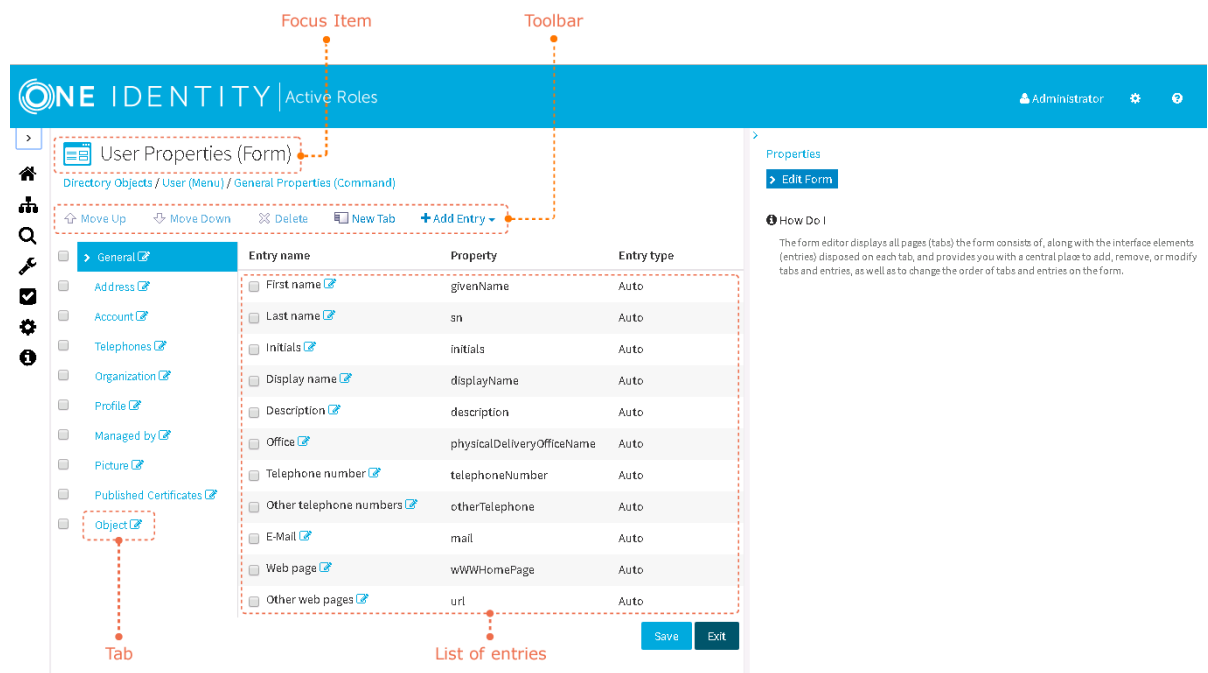 Focus Item
Toolbar
ONE IDENTITY Active Roles
Administrator
User Properties (Form)
Directory Objects / User (Menu) / General Properties (Command)
Move Up Move Down Delete New Tab Add Entry
General
Address
Account
Telephones
Organization
Profile
Managed by
Picture
Published Certificates
Object
Entry name Property Entry type
First name givenName Auto
Last name sn Auto
Initials initials Auto
Display name displayName Auto
Description description Auto
Office physicalDeliveryOfficeName Auto
Telephone number telephoneNumber Auto
Other telephone numbers otherTelephone Auto
E-Mail mail Auto
Web page wWWHomePage Auto
Other web pages url Auto
Save Exit
Properties
Edit Form
How Do I
The form editor displays all pages (tabs) the form consists of, along with the interface elements
(entries) disposed on each tab, and provides you with a central place to add, remove, or modify
tabs and entries, as well as to change the order of tabs and entries on the form.
Tab
List of entries